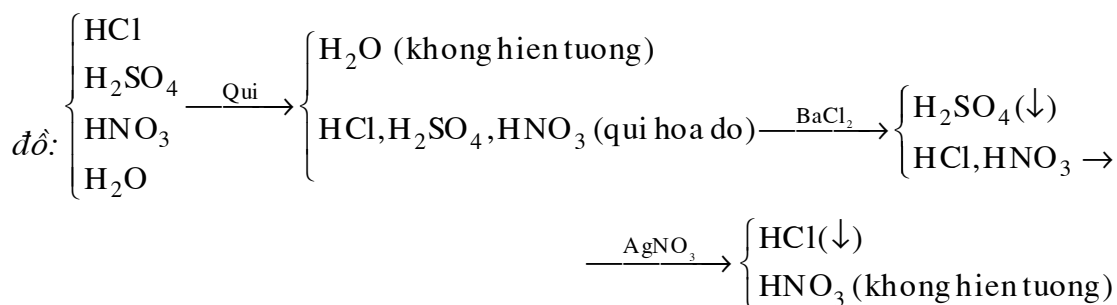 đồ: { HCl
H₂SO₄
HNO₃
H₂O
Qui →
{ H₂O (khong hien tuong)
HCl, H₂SO₄, HNO₃ (qui hoa do)
BaCl₂ →
{ H₂SO₄ (↓)
HCl, HNO₃ →
AgNO₃ →
{ HCl (↓)
HNO₃ (khong hien tuong)